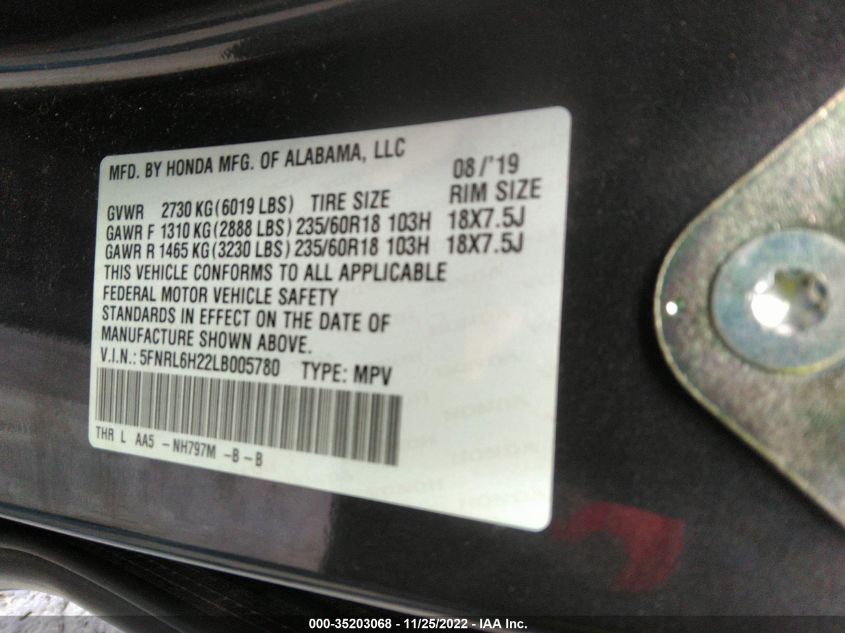 MFD. BY HONDA MFG. OF ALABAMA, LLC 08/'19
GVWR 2730 KG(6019 LBS) TIRE SIZE RIM SIZE
GAWR F 1310 KG(2888 LBS) 235/60R18 103H 18X7.5J
GAWR R 1465 KG(3230 LBS) 235/60R18 103H 18X7.5J
THIS VEHICLE CONFORMS TO ALL APPLICABLE
FEDERAL MOTOR VEHICLE SAFETY
STANDARDS IN EFFECT ON THE DATE OF
MANUFACTURE SHOWN ABOVE.
V.I.N.: 5FNRL6H22LB005780 TYPE: MPV
THR L AA5 -NH797M -B-B
000-35203068 - 11/25/2022 - IAA Inc.